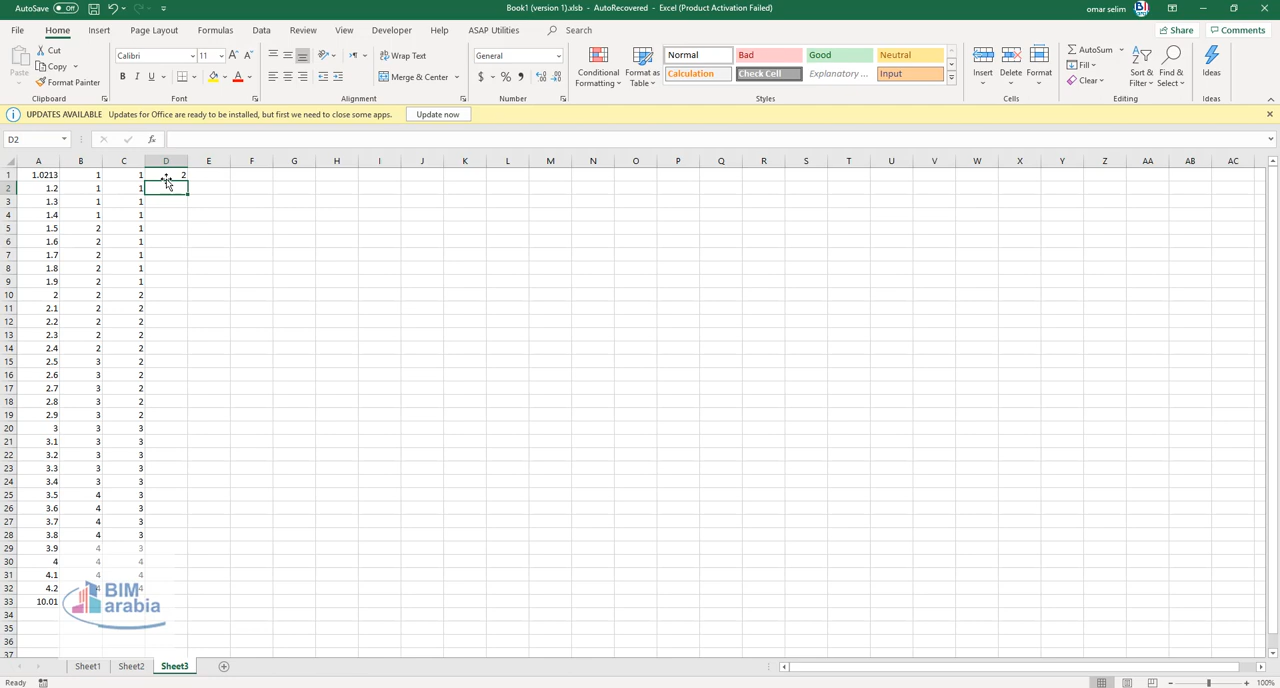 AutoSave Off Book1 (version 1).xlsb - AutoRecovered - Excel (Product Activation Failed) omar selim
File Home Insert Page Layout Formulas Data Review View Developer Help ASAP Utilities Search Share Comments
Paste Cut Copy Format Painter Clipboard
Calibri 11 A A B I U A Font
Wrap Text Merge & Center Alignment
General $ % Number
Conditional Formatting Format as Table Normal Bad Good Neutral Calculation Check Cell Explanatory ... Input Styles
Insert Delete Format Cells
AutoSum Fill Clear Sort & Filter Find & Select Editing
Ideas Ideas
UPDATES AVAILABLE Updates for Office are ready to be installed, but first we need to close some apps. Update now
D2 fx
A B C D E F G H I J K L M N O P Q R S T U V W X Y Z AA AB AC
1 1.0213 1 1 2
2 1.2 1 1
3 1.3 1 1
4 1.4 1 1
5 1.5 2 1
6 1.6 2 1
7 1.7 2 1
8 1.8 2 1
9 1.9 2 1
10 2 2 2
11 2.1 2 2
12 2.2 2 2
13 2.3 2 2
14 2.4 2 2
15 2.5 3 2
16 2.6 3 2
17 2.7 3 2
18 2.8 3 2
19 2.9 3 2
20 3 3 3
21 3.1 3 3
22 3.2 3 3
23 3.3 3 3
24 3.4 3 3
25 3.5 4 3
26 3.6 4 3
27 3.7 4 3
28 3.8 4 3
29 3.9 4 3
30 4 4 4
31 4.1 4 4
32 4.2 4 4
33 10.01
34
35
36
37
BIM
arabia
Sheet1 Sheet2 Sheet3
Ready 100%